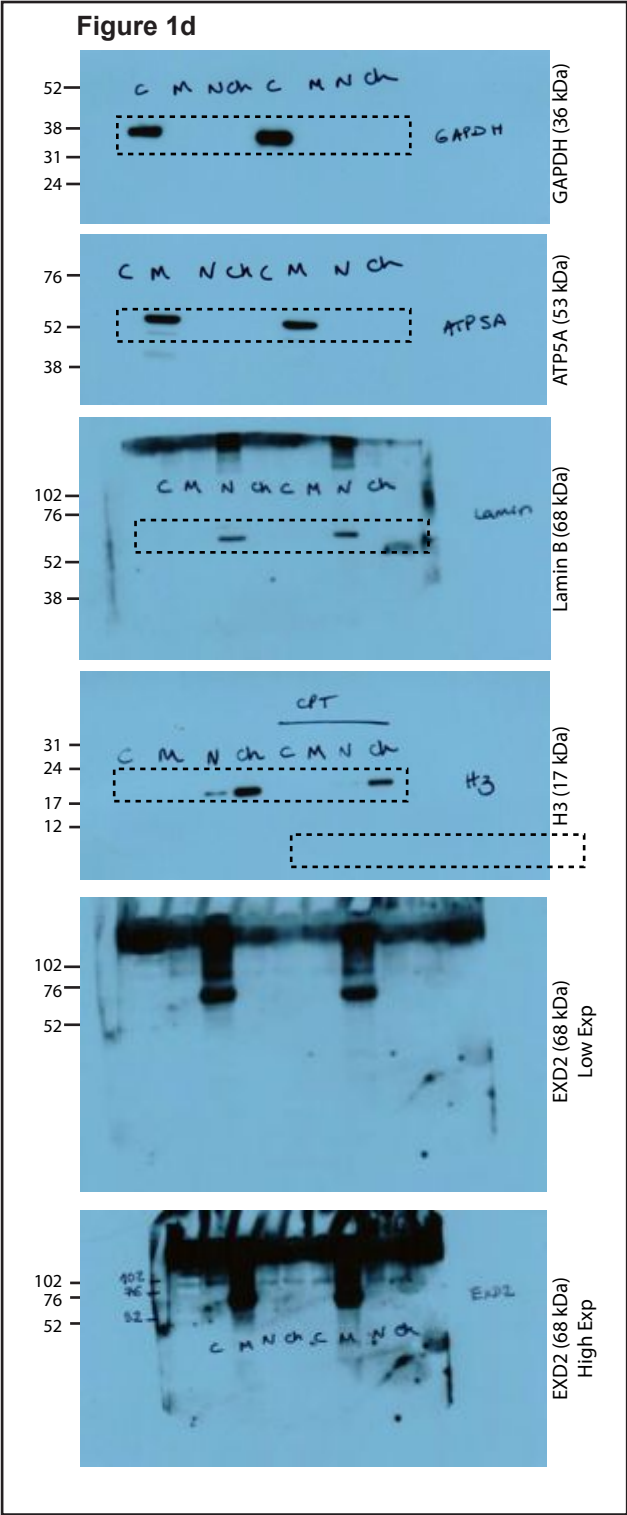 Figure 1d
C M N Ch C M N Ch
52
38
31
24
GAPDH
GAPDH (36 kDa)
C M N Ch C M N Ch
76
52
38
ATP5A
ATP5A (53 kDa)
C M N Ch C M N Ch
102
76
52
38
Lamin
Lamin B (68 kDa)
CPT
C M N Ch C M N Ch
31
24
17
12
H3
H3 (17 kDa)
102
76
52
EXD2 (68 kDa)
Low Exp
102
76
52
102
76
52
C M N Ch C M N Ch
EXD2
EXD2 (68 kDa)
High Exp